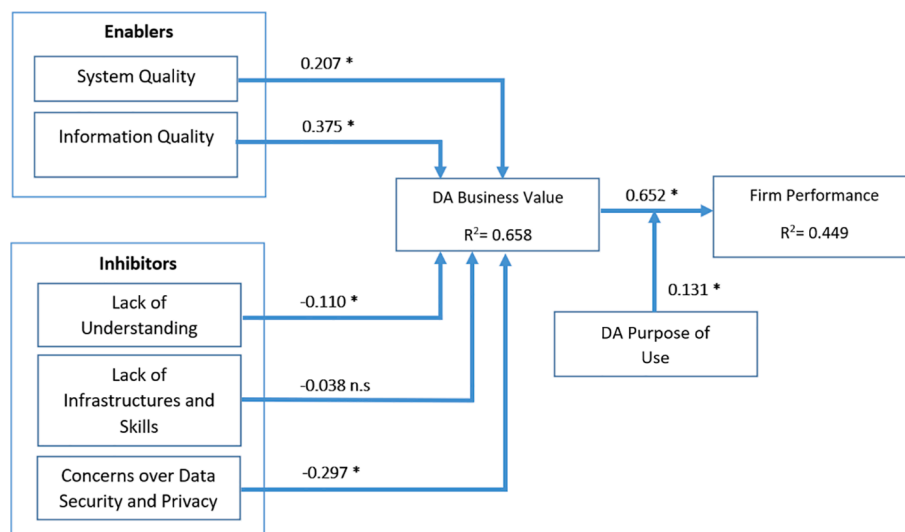 Enablers
System Quality
0.207 *
Information Quality
0.375 *
DA Business Value
R²= 0.658
0.652 *
Firm Performance
R²= 0.449
0.131 *
DA Purpose of
Use
Inhibitors
Lack of
Understanding
-0.110 *
Lack of
Infrastructures and
Skills
-0.038 n.s
Concerns over Data
Security and Privacy
-0.297 *